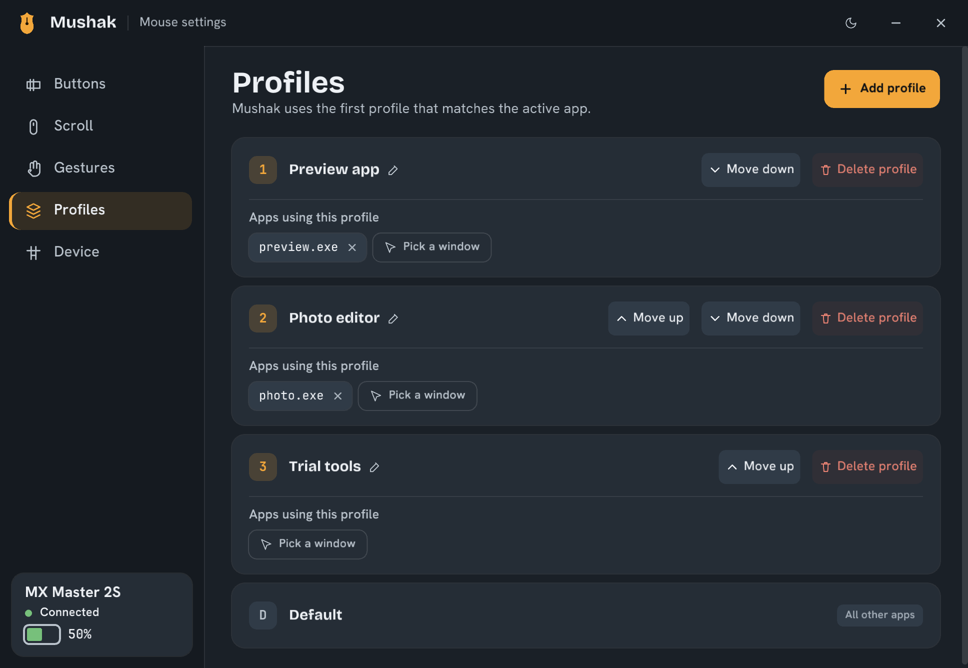 Mushak | Mouse settings
Buttons
Scroll
Gestures
Profiles
Device
MX Master 2S
Connected
50%
Profiles
Mushak uses the first profile that matches the active app.
+ Add profile
1 Preview app Move down Delete profile
Apps using this profile
preview.exe × Pick a window
2 Photo editor Move up Move down Delete profile
Apps using this profile
photo.exe × Pick a window
3 Trial tools Move up Delete profile
Apps using this profile
Pick a window
D Default All other apps